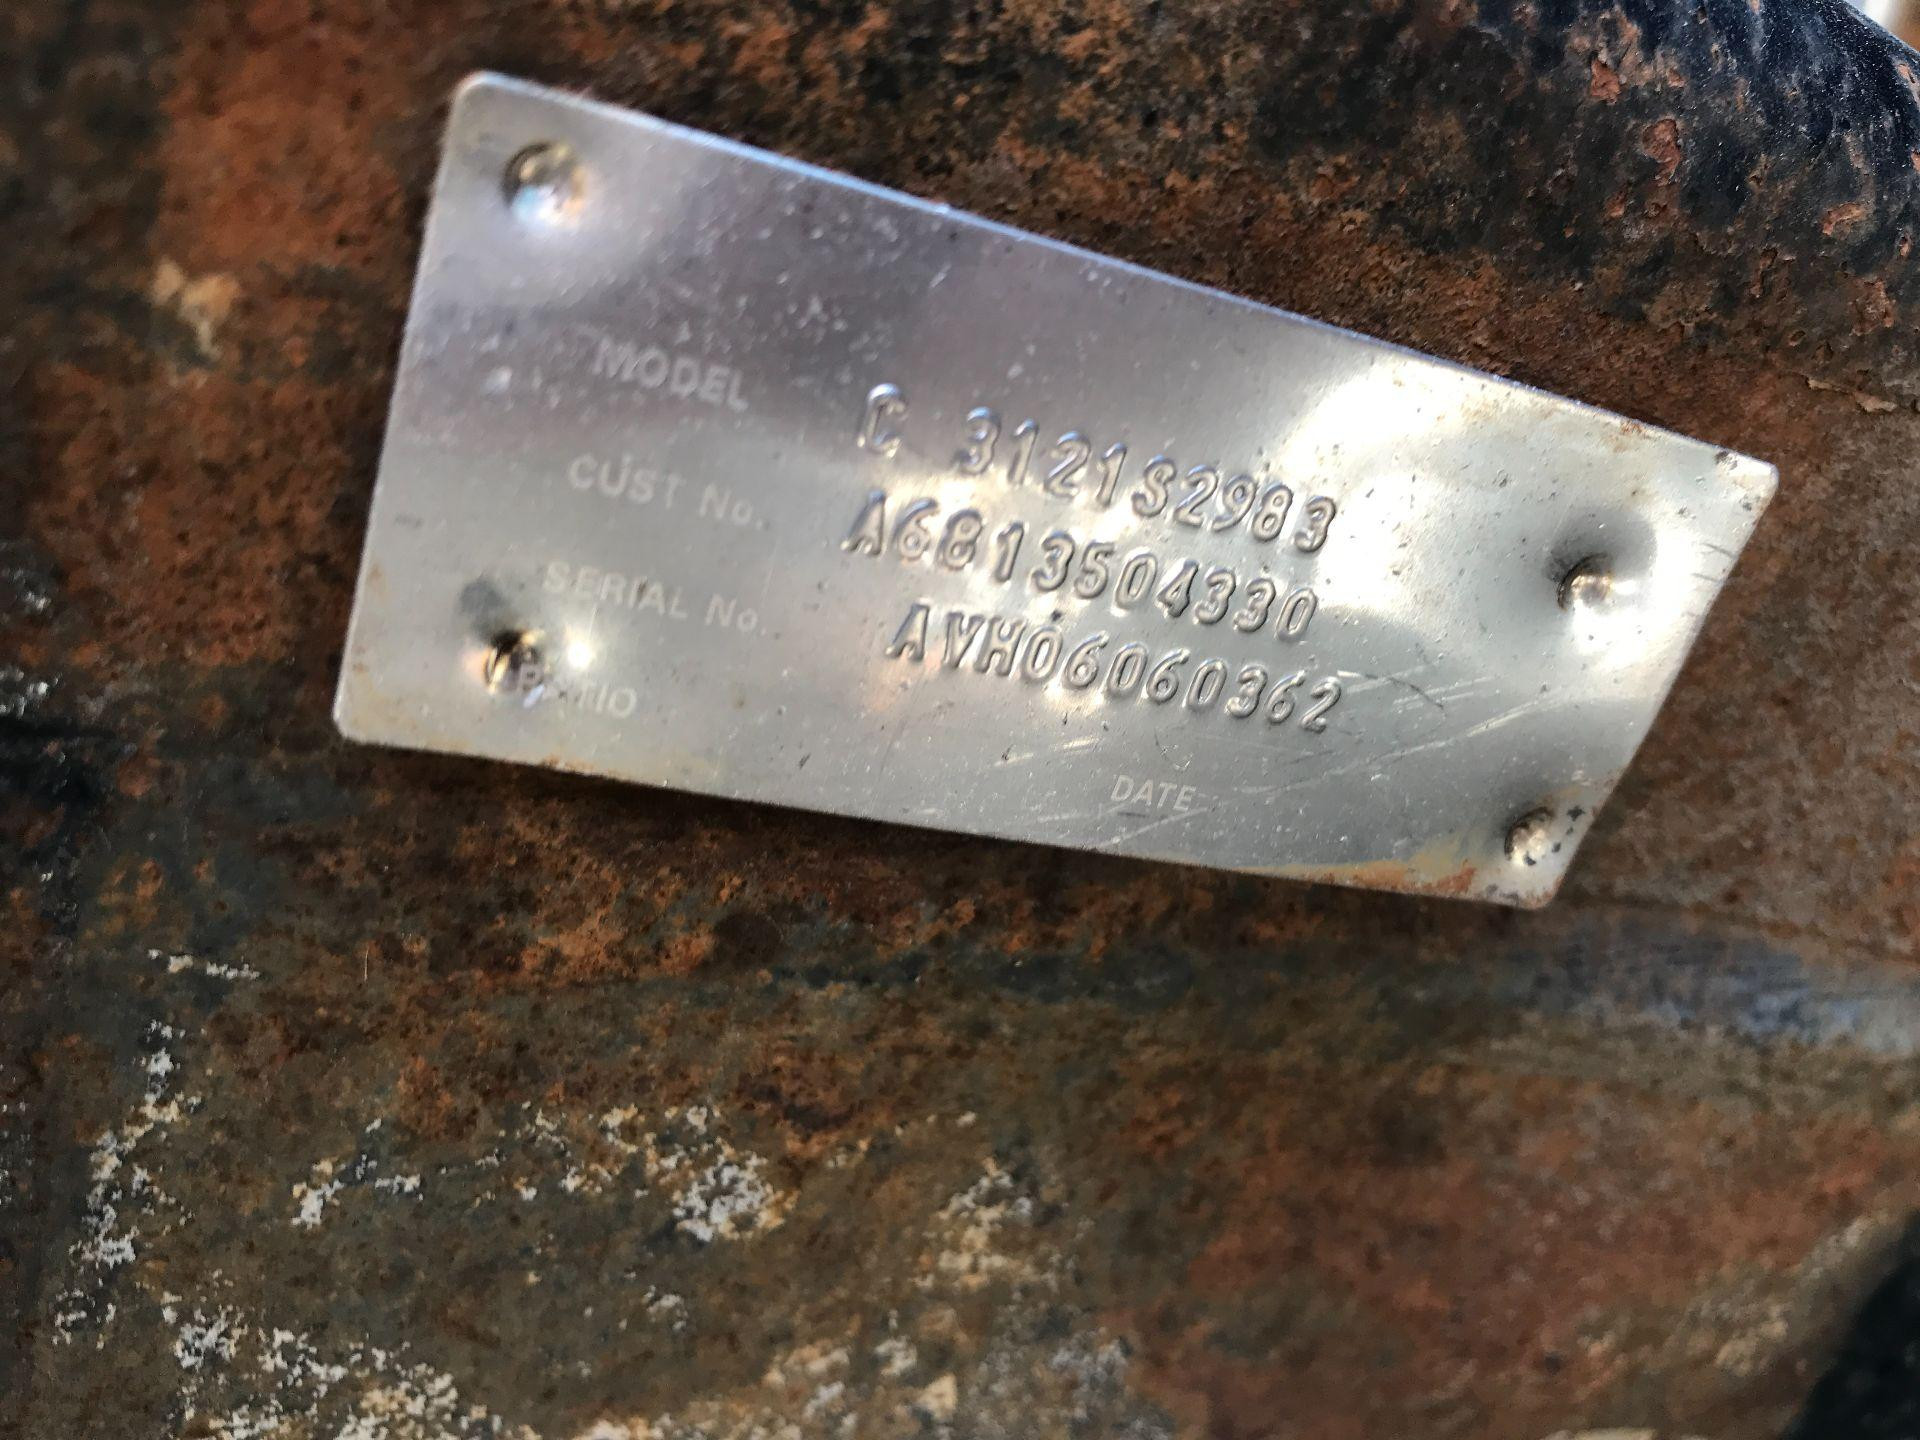 MODEL C 3121S2983
CUST No. A6813504330
SERIAL No. AVH06060362
DATE